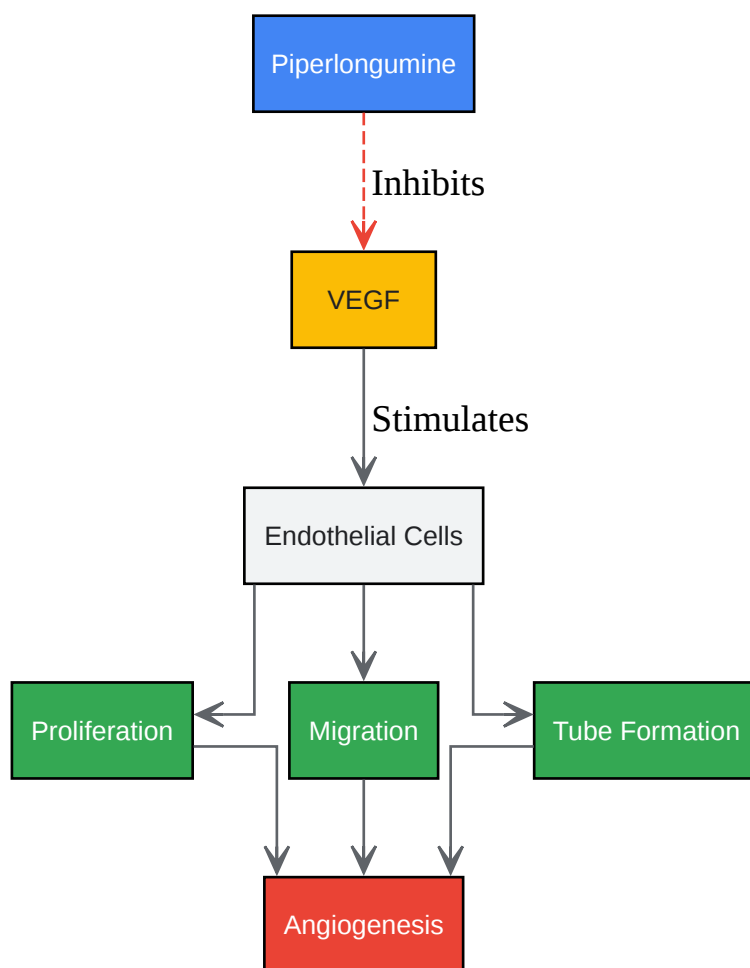 Piperlongumine
Inhibits
VEGF
Stimulates
Endothelial Cells
Proliferation
Migration
Tube Formation
Angiogenesis